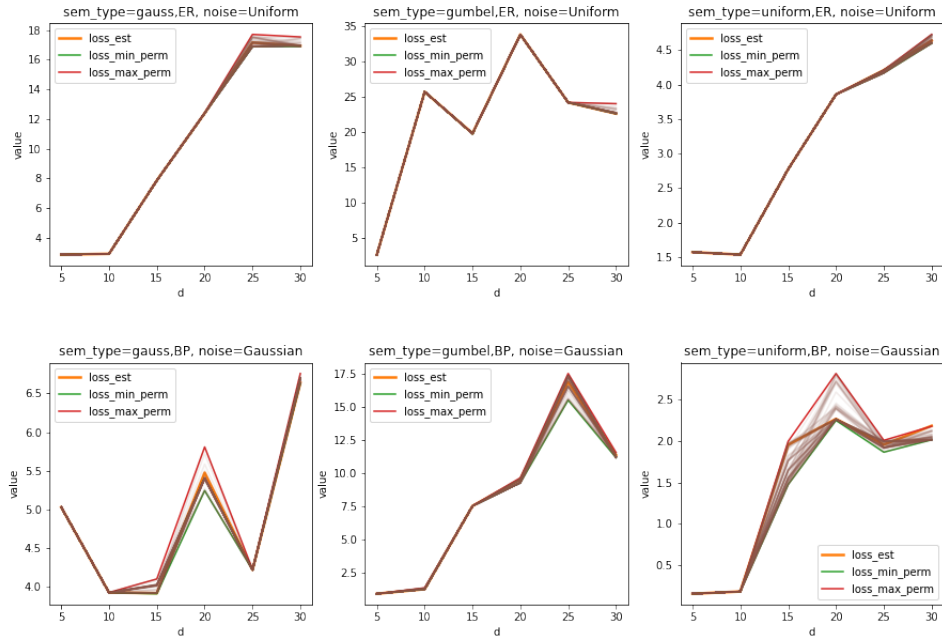 sem_type=gauss,ER, noise=Uniform
18
16
14
12
10
8
6
4
value
loss_est
loss_min_perm
loss_max_perm
5 10 15 20 25 30
d
sem_type=gumbel,ER, noise=Uniform
35
30
25
20
15
10
5
value
loss_est
loss_min_perm
loss_max_perm
5 10 15 20 25 30
d
sem_type=uniform,ER, noise=Uniform
4.5
4.0
3.5
3.0
2.5
2.0
1.5
value
loss_est
loss_min_perm
loss_max_perm
5 10 15 20 25 30
d
sem_type=gauss,BP, noise=Gaussian
6.5
6.0
5.5
5.0
4.5
4.0
value
loss_est
loss_min_perm
loss_max_perm
5 10 15 20 25 30
d
sem_type=gumbel,BP, noise=Gaussian
17.5
15.0
12.5
10.0
7.5
5.0
2.5
value
loss_est
loss_min_perm
loss_max_perm
5 10 15 20 25 30
d
sem_type=uniform,BP, noise=Gaussian
2.5
2.0
1.5
1.0
0.5
value
loss_est
loss_min_perm
loss_max_perm
5 10 15 20 25 30
d